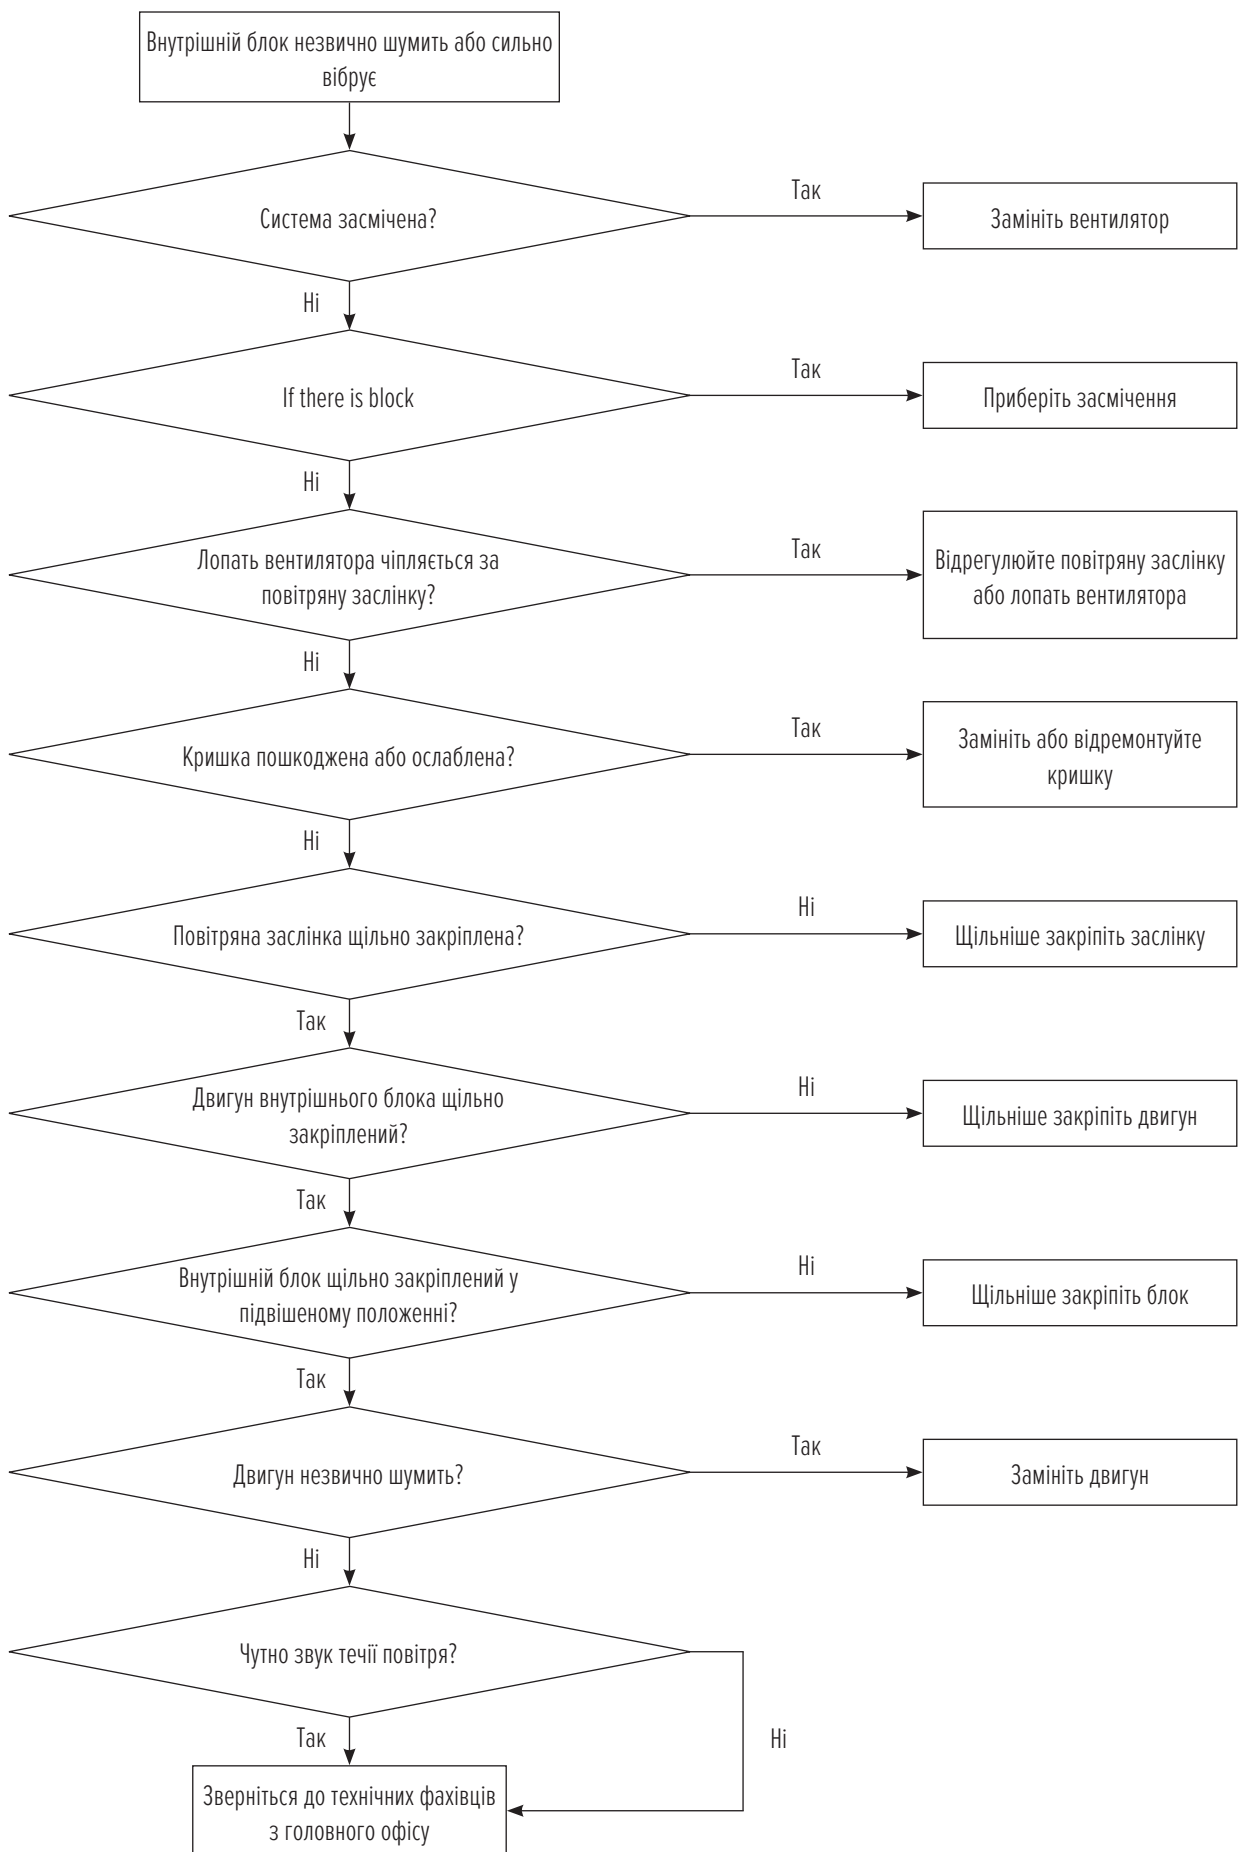 Внутрішній блок незвично шумить або сильно
вібрує
Система засмічена?
Так
Замініть вентилятор
Ні
If there is block
Так
Приберіть засмічення
Ні
Лопать вентилятора чіпляється за
повітряну заслінку?
Так
Відрегулюйте повітряну заслінку
або лопать вентилятора
Ні
Кришка пошкоджена або ослаблена?
Так
Замініть або відремонтуйте
кришку
Ні
Повітряна заслінка щільно закріплена?
Ні
Щільніше закріпіть заслінку
Так
Двигун внутрішнього блока щільно
закріплений?
Ні
Щільніше закріпіть двигун
Так
Внутрішній блок щільно закріплений у
підвішеному положенні?
Ні
Щільніше закріпіть блок
Так
Двигун незвично шумить?
Так
Замініть двигун
Ні
Чутно звук течії повітря?
Так
Ні
Зверніться до технічних фахівців
з головного офісу